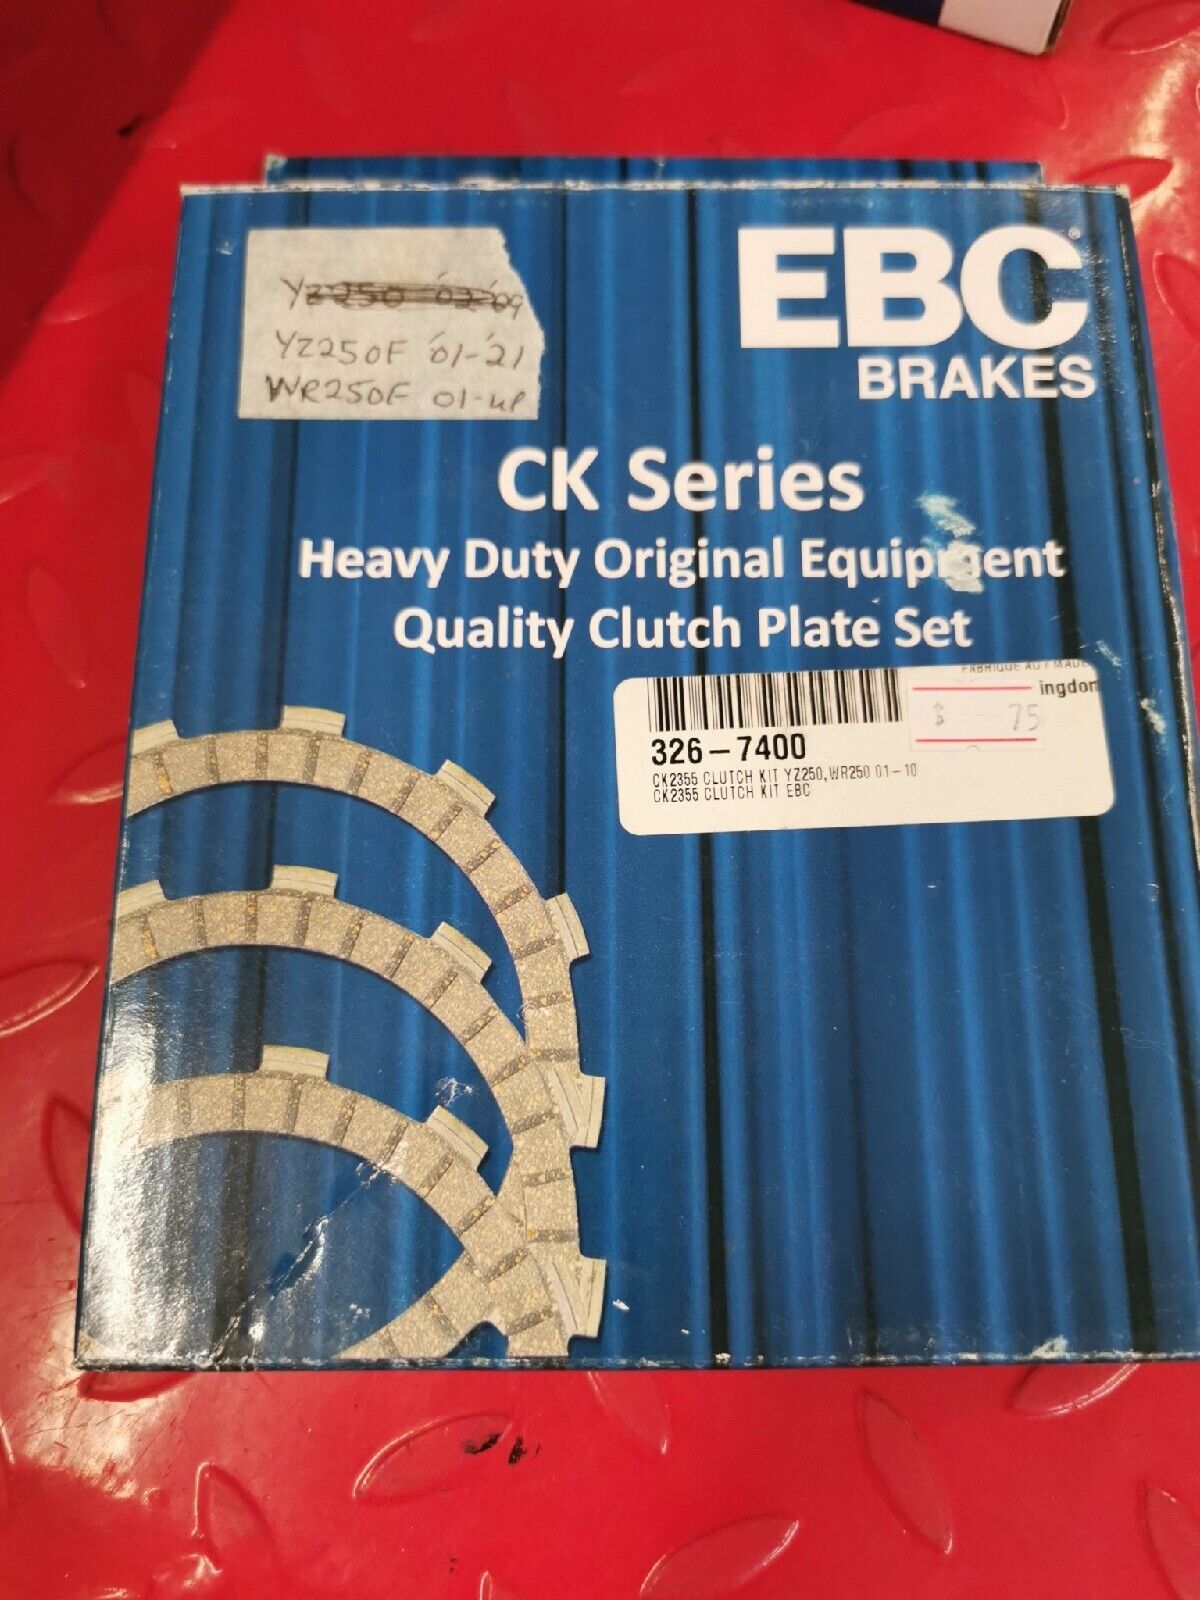 YZ250 '02-'09
YZ250F '01-'21
WR250F 01-up
EBC®
BRAKES
CK Series
Heavy Duty Original Equipment
Quality Clutch Plate Set
FABRIQUE AU / MADE
ingdom
$ 75
326-7400
CK2355 CLUTCH KIT YZ250,WR250 01-10
CK2355 CLUTCH KIT EBC